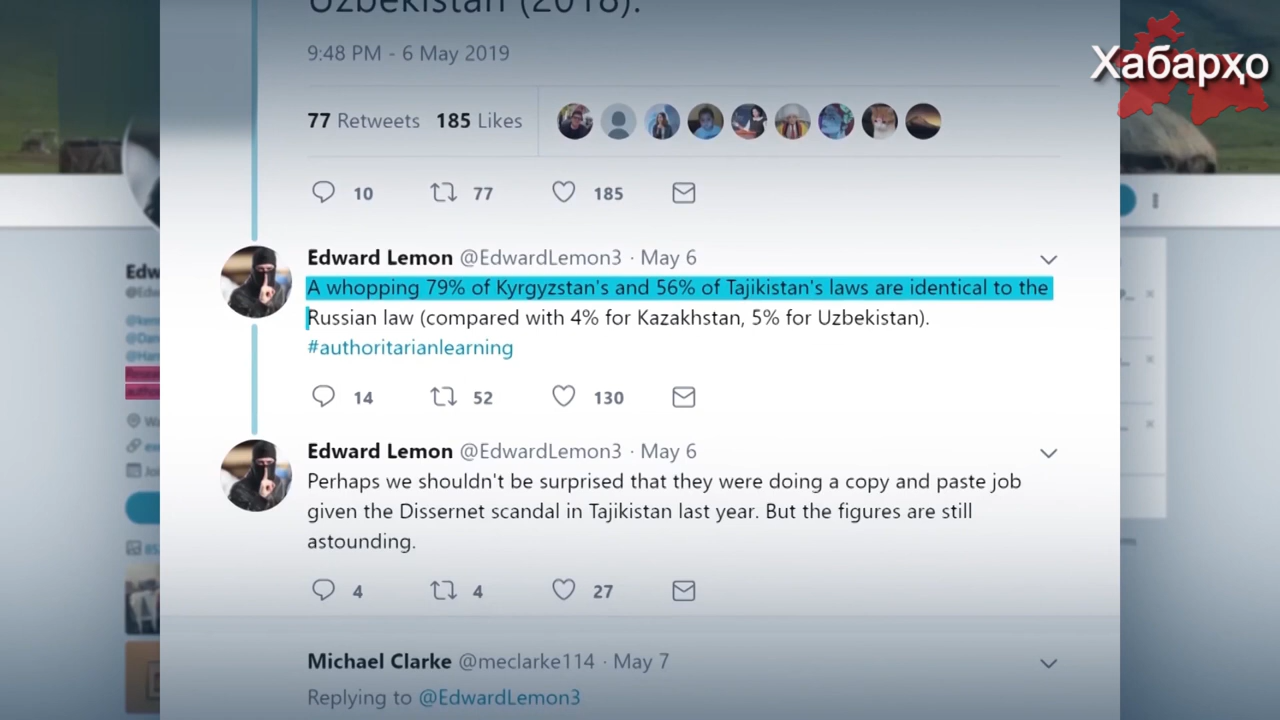 Uzbekistan (2018).
9:48 PM - 6 May 2019
Хабарҳо
77 Retweets 185 Likes
10 77 185
Edward Lemon @EdwardLemon3 · May 6
A whopping 79% of Kyrgyzstan's and 56% of Tajikistan's laws are identical to the
Russian law (compared with 4% for Kazakhstan, 5% for Uzbekistan).
#authoritarianlearning
14 52 130
Edward Lemon @EdwardLemon3 · May 6
Perhaps we shouldn't be surprised that they were doing a copy and paste job
given the Dissernet scandal in Tajikistan last year. But the figures are still
astounding.
4 4 27
Michael Clarke @meclarke114 · May 7
Replying to @EdwardLemon3